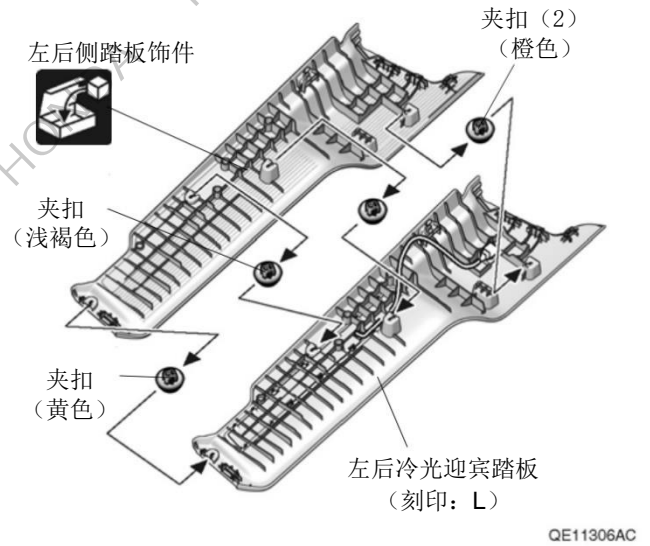 夹扣（2）
（橙色）
左后侧踏板饰件
夹扣
（浅褐色）
夹扣
（黄色）
左后冷光迎宾踏板
（刻印：L）
QE11306AC